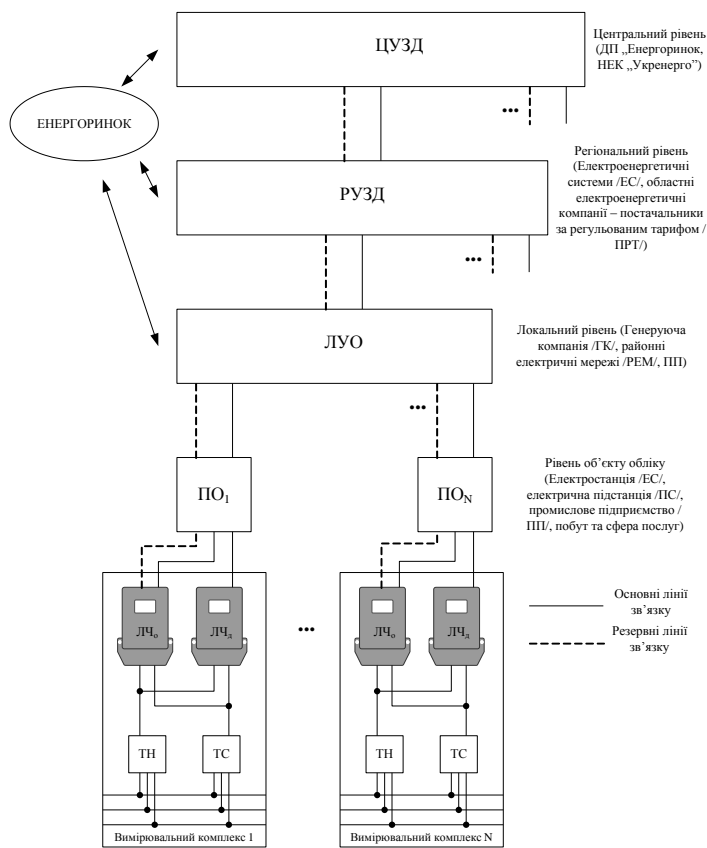 ЦУЗД
Центральний рівень
(ДП „Енергоринок,
НЕК „Укренерго”)
ЕНЕРГОРИНОК
...
РУЗД
Регіональний рівень
(Електроенергетичні
системи /ЕС/, областні
електроенергетичні
компанії – постачальники
за регульованим тарифом /
ПРТ/)
...
ЛУО
Локальний рівень (Генеруюча
компанія /ГК/, районні
електричні мережі /РЕМ/, ПП)
...
ПО1
ПОN
Рівень об’єкту обліку
(Електростанція /ЕС/,
електрична підстанція /ПС/,
промислове підприємство /
ПП/, побут та сфера послуг)
ЛЧо
ЛЧд
...
ЛЧо
ЛЧд
Основні лінії
зв’язку
Резервні лінії
зв’язку
ТН
ТС
ТН
ТС
Вимірювальний комплекс 1
Вимірювальний комплекс N